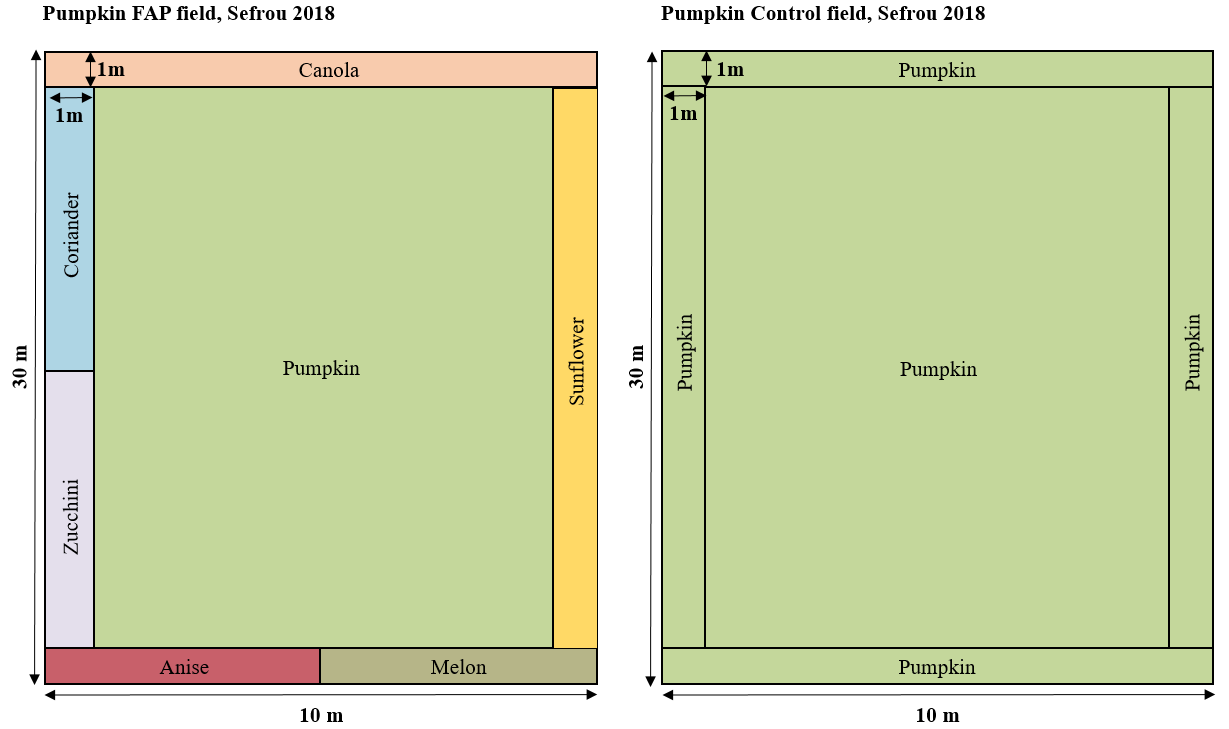 Pumpkin FAP field, Sefrou 2018
1m
Canola
1m
Coriander
Zucchini
Pumpkin
Sunflower
Anise
Melon
30 m
10 m
Pumpkin Control field, Sefrou 2018
1m
Pumpkin
1m
Pumpkin
Pumpkin
Pumpkin
Pumpkin
30 m
10 m